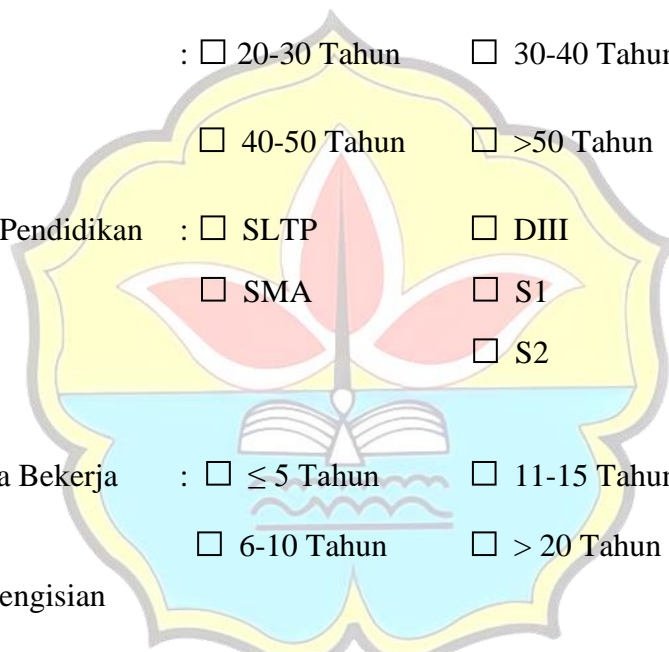 : ☐ 20-30 Tahun ☐ 30-40 Tahun
☐ 40-50 Tahun ☐ >50 Tahun
Pendidikan : ☐ SLTP ☐ DIII
☐ SMA ☐ S1
☐ S2
a Bekerja : ☐ ≤ 5 Tahun ☐ 11-15 Tahun
☐ 6-10 Tahun ☐ > 20 Tahun
engisian